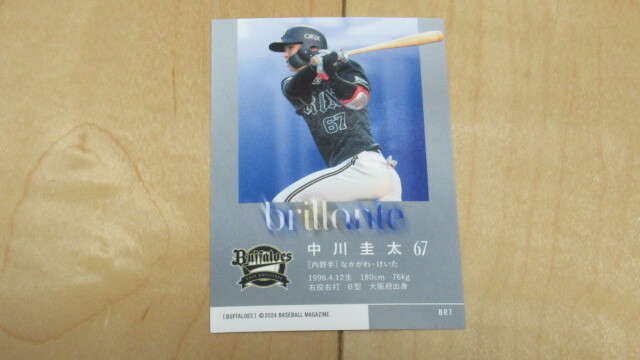 ORIX
67
brillante
Buffaloes
中川圭太 67
[内野手] なかがわ・けいた
1996.4.12生 180cm 76kg
右投右打 B型 大阪府出身
[BUFFALOES] ©2024 BASEBALL MAGAZINE
BR7